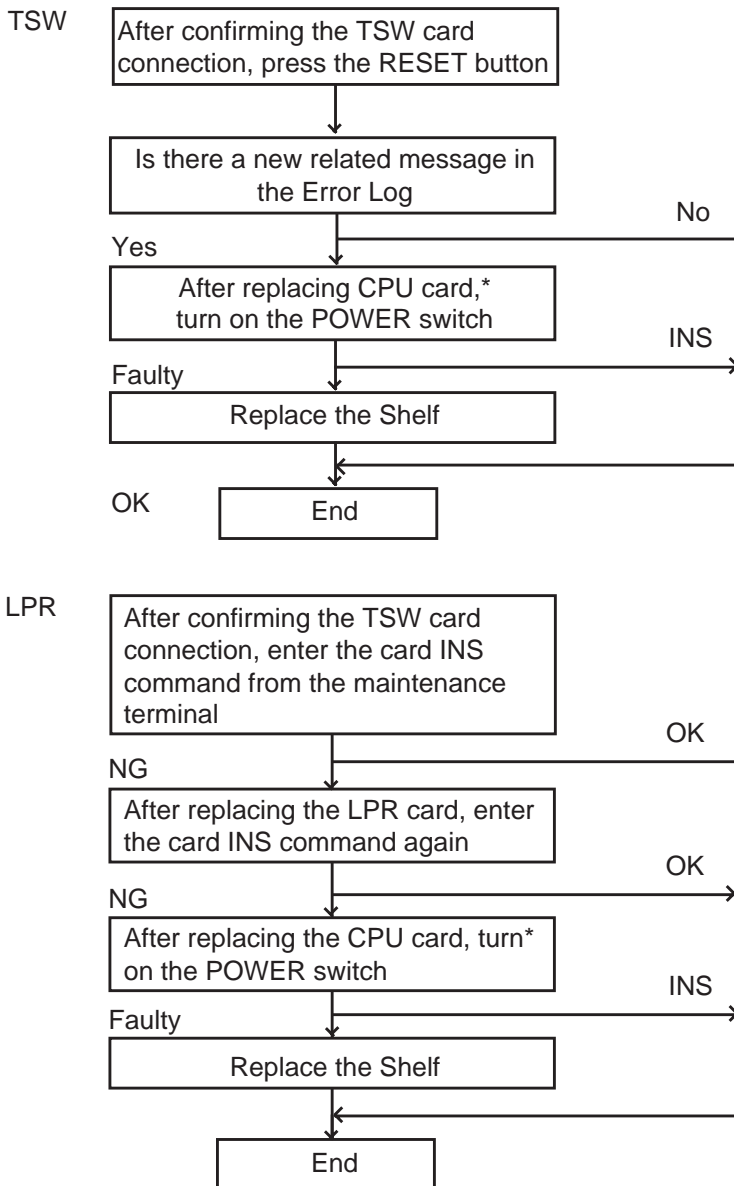 TSW
After confirming the TSW card
connection, press the RESET button
Is there a new related message in
the Error Log
No
Yes
After replacing CPU card,*
turn on the POWER switch
INS
Faulty
Replace the Shelf
OK
End
LPR
After confirming the TSW card
connection, enter the card INS
command from the maintenance
terminal
OK
NG
After replacing the LPR card, enter
the card INS command again
OK
NG
After replacing the CPU card, turn*
on the POWER switch
INS
Faulty
Replace the Shelf
End